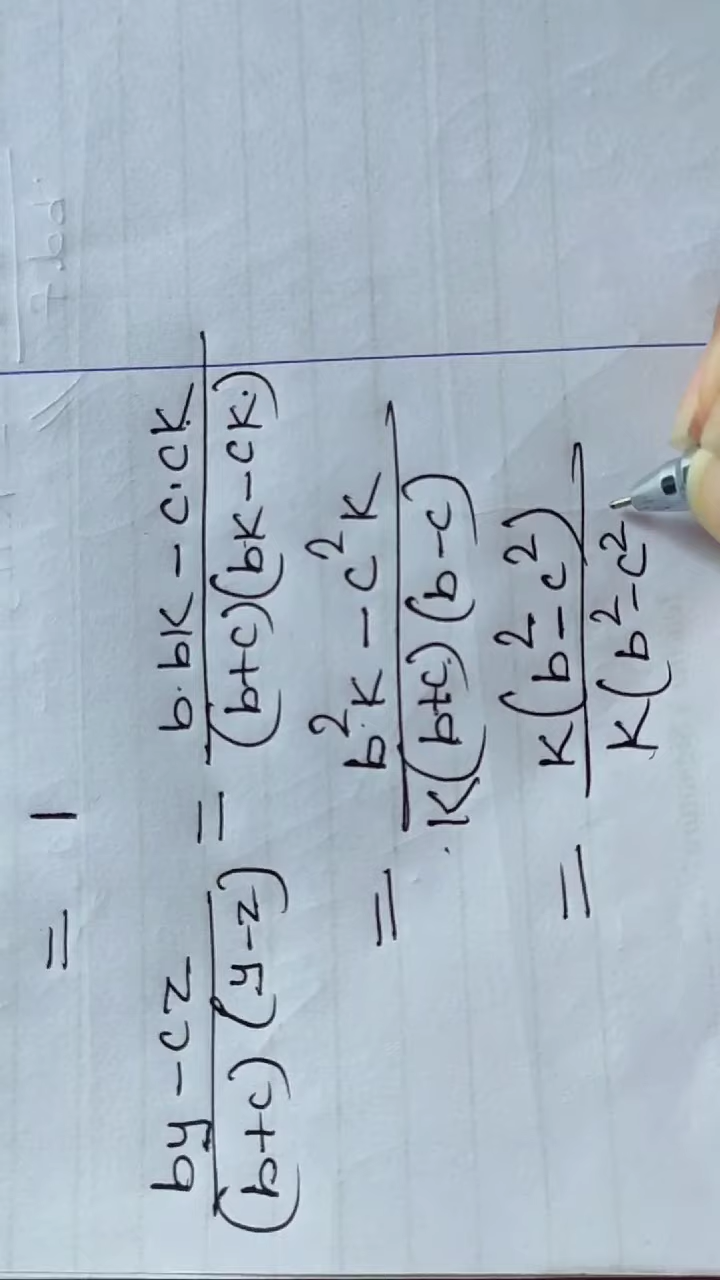 = 1
by - cz / (b+c) (y-z) = b.bK - c.cK / (b+c)(bK-cK)
= b²K - c²K / K(b+c)(b-c)
= K(b²-c²) / K(b²-c²